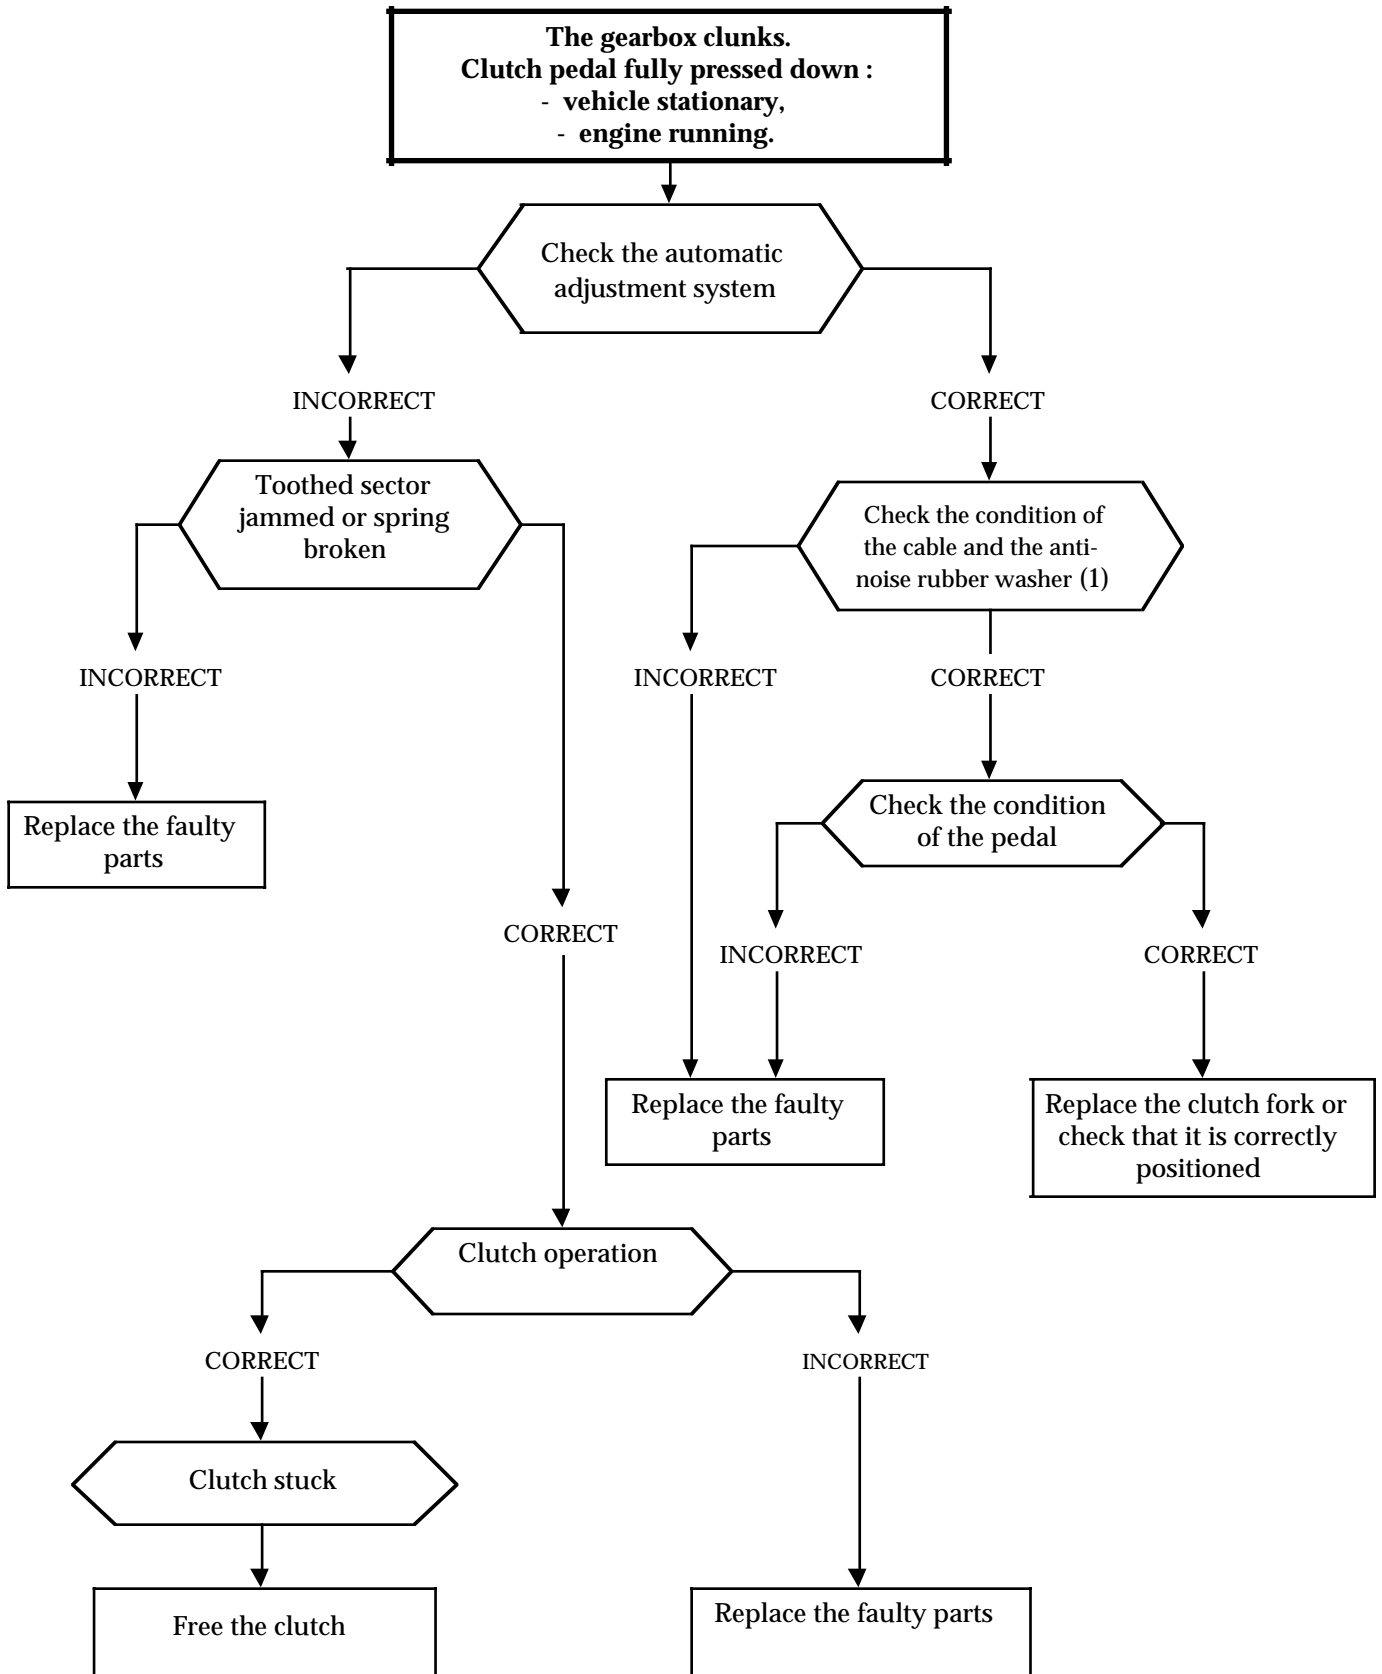 The gearbox clunks.
Clutch pedal fully pressed down :
- vehicle stationary,
- engine running.
Check the automatic
adjustment system
INCORRECT
CORRECT
Toothed sector
jammed or spring
broken
Check the condition of
the cable and the anti-
noise rubber washer (1)
INCORRECT
INCORRECT
CORRECT
Replace the faulty
parts
Check the condition
of the pedal
CORRECT
INCORRECT
CORRECT
Replace the faulty
parts
Replace the clutch fork or
check that it is correctly
positioned
Clutch operation
CORRECT
INCORRECT
Clutch stuck
Free the clutch
Replace the faulty parts